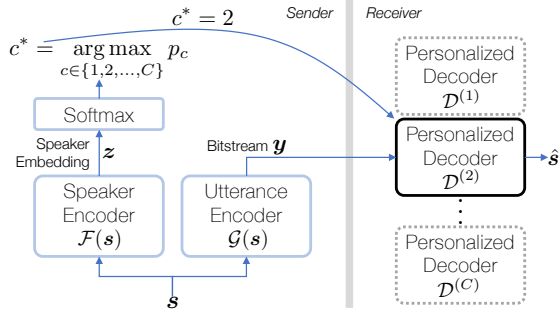 c* = 2
Sender
Receiver
c* = arg max p_c
c∈{1,2,...,C}
Softmax
Speaker
Embedding
z
Bitstream y
Speaker
Encoder
ℱ(s)
Utterance
Encoder
𝒢(s)
s
Personalized
Decoder
𝒟^(1)
Personalized
Decoder
𝒟^(2)
ŝ
Personalized
Decoder
𝒟^(C)